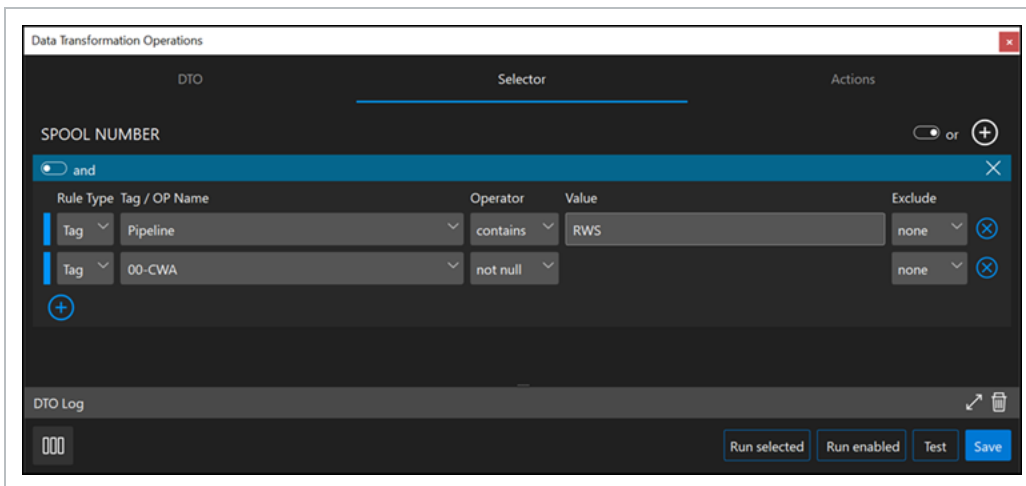 Data Transformation Operations
DTO Selector Actions
SPOOL NUMBER or
and
Rule Type Tag / OP Name Operator Value Exclude
Tag Pipeline contains RWS none
Tag 00-CWA not null none
DTO Log
Run selected Run enabled Test Save